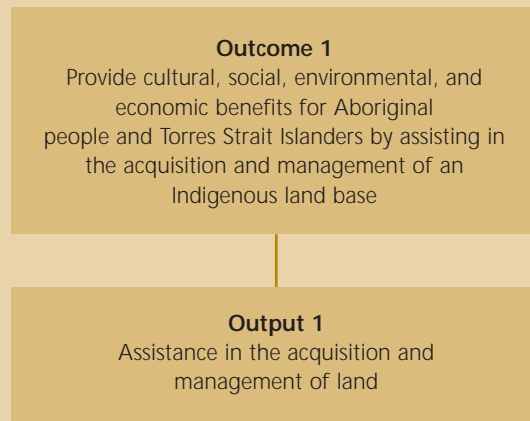 Outcome 1
Provide cultural, social, environmental, and
economic benefits for Aboriginal
people and Torres Strait Islanders by assisting in
the acquisition and management of an
Indigenous land base
Output 1
Assistance in the acquisition and
management of land